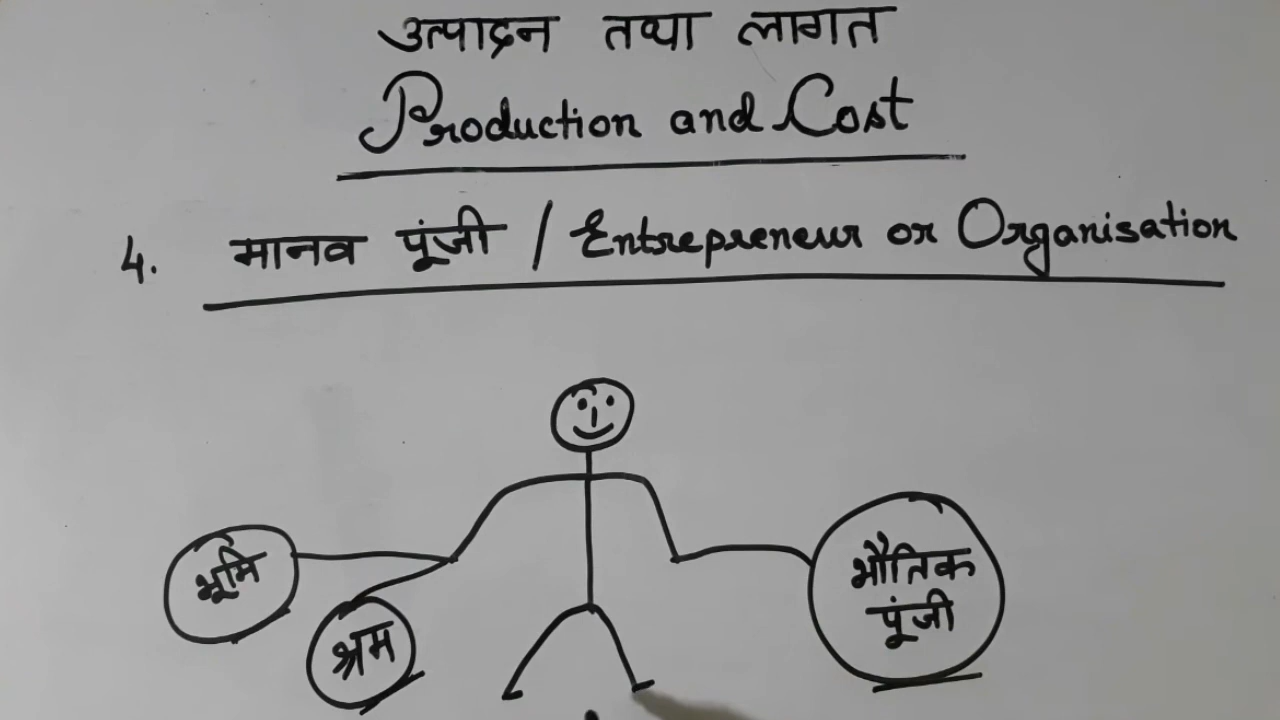 उत्पादन तथा लागत
Production and Cost
4. मानव पूंजी / Entrepreneur or Organisation
भूमि
श्रम
भौतिक
पूंजी